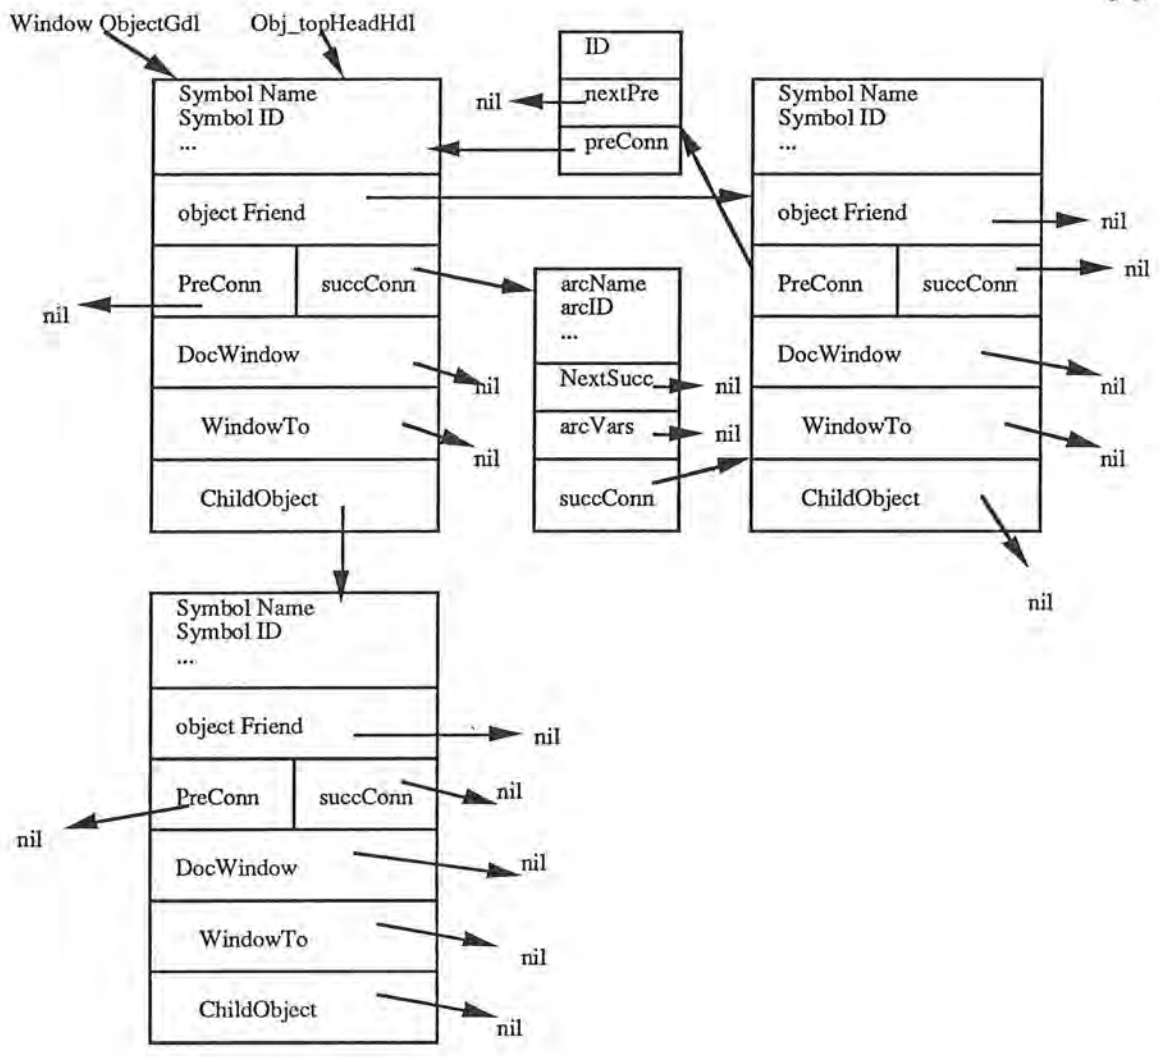 Window ObjectGdl
Obj_topHeadHdl
Symbol Name
Symbol ID
...
object Friend
PreConn
succConn
nil
DocWindow
nil
WindowTo
nil
ChildObject
ID
nextPre
nil
preConn
arcName
arcID
...
NextSucc
nil
arcVars
nil
succConn
Symbol Name
Symbol ID
...
object Friend
nil
PreConn
succConn
nil
DocWindow
nil
WindowTo
nil
ChildObject
nil
Symbol Name
Symbol ID
...
object Friend
nil
PreConn
succConn
nil
nil
DocWindow
nil
WindowTo
nil
ChildObject
nil